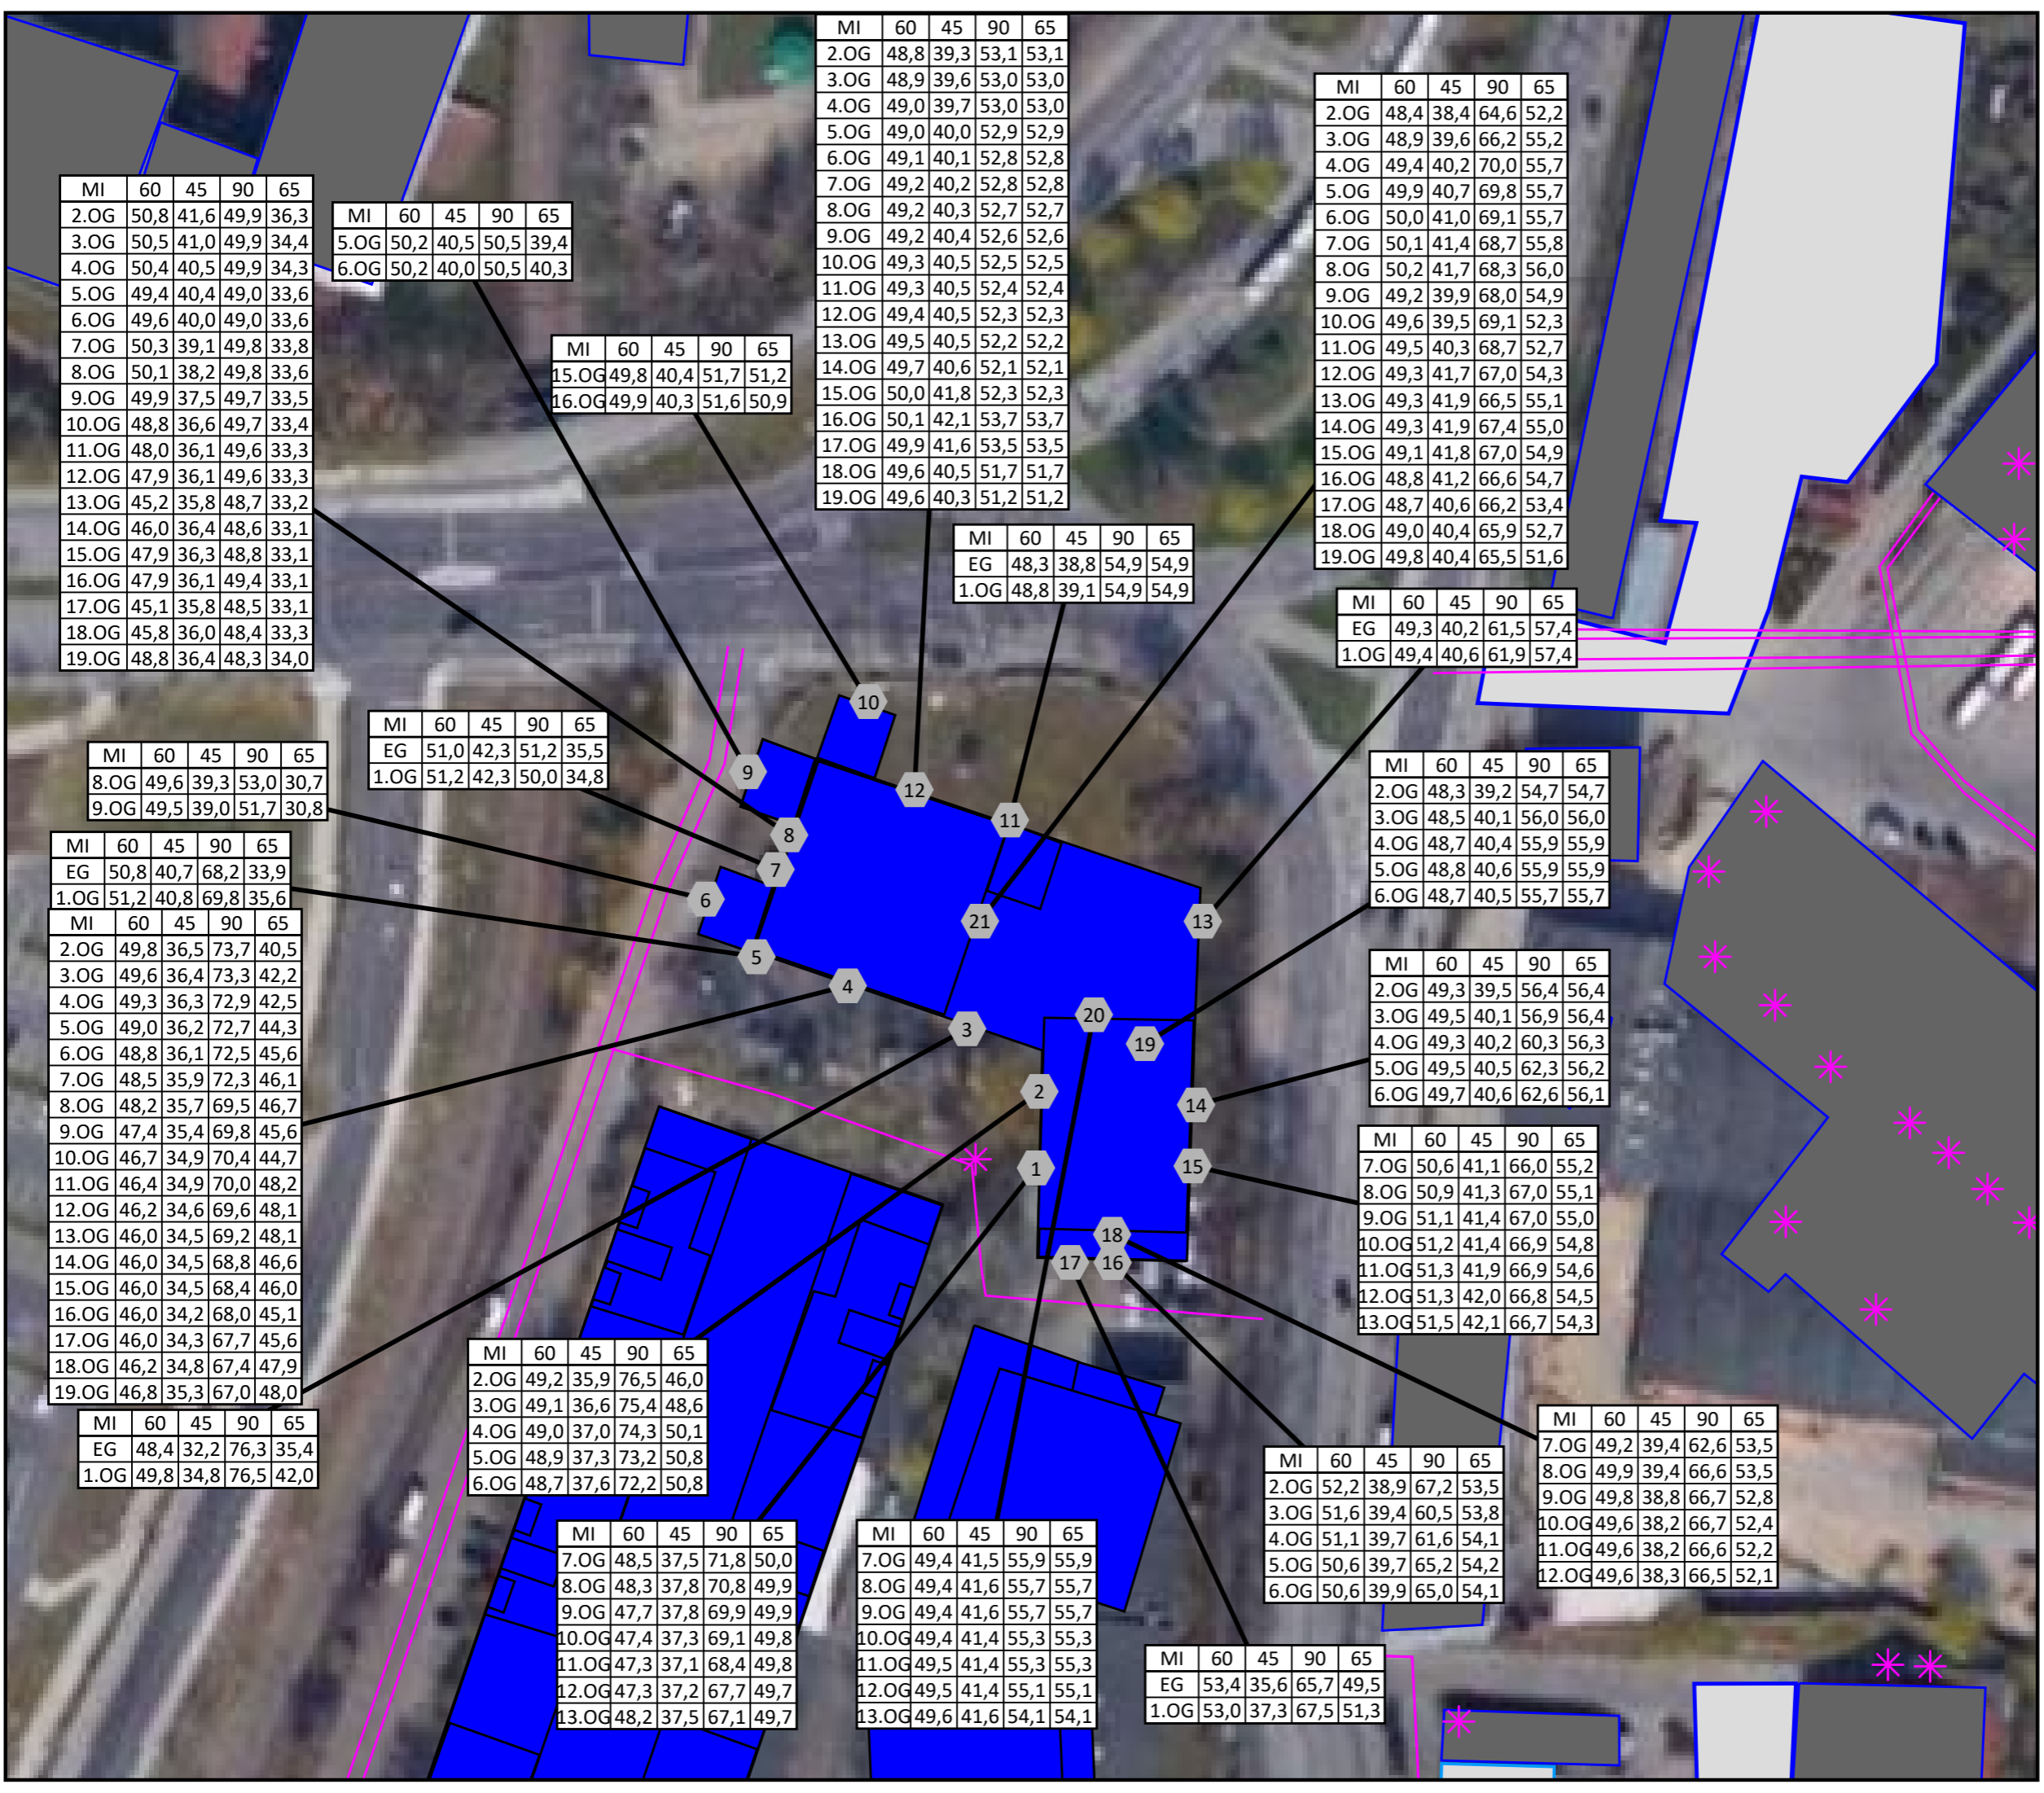 MI 60 45 90 65
2.OG 48,8 39,3 53,1 53,1
3.OG 48,9 39,6 53,0 53,0
4.OG 49,0 39,7 53,0 53,0
5.OG 49,0 40,0 52,9 52,9
6.OG 49,1 40,1 52,8 52,8
7.OG 49,2 40,2 52,8 52,8
8.OG 49,2 40,3 52,7 52,7
9.OG 49,2 40,4 52,6 52,6
10.OG 49,3 40,5 52,5 52,5
11.OG 49,3 40,5 52,4 52,4
12.OG 49,4 40,5 52,3 52,3
13.OG 49,5 40,5 52,2 52,2
14.OG 49,7 40,6 52,1 52,1
15.OG 50,0 41,8 52,3 52,3
16.OG 50,1 42,1 53,7 53,7
17.OG 49,9 41,6 53,5 53,5
18.OG 49,6 40,5 51,7 51,7
19.OG 49,6 40,3 51,2 51,2
MI 60 45 90 65
2.OG 48,4 38,4 64,6 52,2
3.OG 48,9 39,6 66,2 55,2
4.OG 49,4 40,2 70,0 55,7
5.OG 49,9 40,7 69,8 55,7
6.OG 50,0 41,0 69,1 55,7
7.OG 50,1 41,4 68,7 55,8
8.OG 50,2 41,7 68,3 56,0
9.OG 49,2 39,9 68,0 54,9
10.OG 49,6 39,5 69,1 52,3
11.OG 49,5 40,3 68,7 52,7
12.OG 49,3 41,7 67,0 54,3
13.OG 49,3 41,9 66,5 55,1
14.OG 49,3 41,9 67,4 55,0
15.OG 49,1 41,8 67,0 54,9
16.OG 48,8 41,2 66,6 54,7
17.OG 48,7 40,6 66,2 53,4
18.OG 49,0 40,4 65,9 52,7
19.OG 49,8 40,4 65,5 51,6
MI 60 45 90 65
2.OG 50,8 41,6 49,9 36,3
3.OG 50,5 41,0 49,9 34,4
4.OG 50,4 40,5 49,9 34,3
5.OG 49,4 40,4 49,0 33,6
6.OG 49,6 40,0 49,0 33,6
7.OG 50,3 39,1 49,8 33,8
8.OG 50,1 38,2 49,8 33,6
9.OG 49,9 37,5 49,7 33,5
10.OG 48,8 36,6 49,7 33,4
11.OG 48,0 36,1 49,6 33,3
12.OG 47,9 36,1 49,6 33,3
13.OG 45,2 35,8 48,7 33,2
14.OG 46,0 36,4 48,6 33,1
15.OG 47,9 36,3 48,8 33,1
16.OG 47,9 36,1 49,4 33,1
17.OG 45,1 35,8 48,5 33,1
18.OG 45,8 36,0 48,4 33,3
19.OG 48,8 36,4 48,3 34,0
MI 60 45 90 65
5.OG 50,2 40,5 50,5 39,4
6.OG 50,2 40,0 50,5 40,3
MI 60 45 90 65
15.OG 49,8 40,4 51,7 51,2
16.OG 49,9 40,3 51,6 50,9
MI 60 45 90 65
EG 48,3 38,8 54,9 54,9
1.OG 48,8 39,1 54,9 54,9
MI 60 45 90 65
EG 49,3 40,2 61,5 57,4
1.OG 49,4 40,6 61,9 57,4
MI 60 45 90 65
EG 51,0 42,3 51,2 35,5
1.OG 51,2 42,3 50,0 34,8
MI 60 45 90 65
8.OG 49,6 39,3 53,0 30,7
9.OG 49,5 39,0 51,7 30,8
MI 60 45 90 65
EG 50,8 40,7 68,2 33,9
1.OG 51,2 40,8 69,8 35,6
MI 60 45 90 65
2.OG 49,8 36,5 73,7 40,5
3.OG 49,6 36,4 73,3 42,2
4.OG 49,3 36,3 72,9 42,5
5.OG 49,0 36,2 72,7 44,3
6.OG 48,8 36,1 72,5 45,6
7.OG 48,5 35,9 72,3 46,1
8.OG 48,2 35,7 69,5 46,7
9.OG 47,4 35,4 69,8 45,6
10.OG 46,7 34,9 70,4 44,7
11.OG 46,4 34,9 70,0 48,2
12.OG 46,2 34,6 69,6 48,1
13.OG 46,0 34,5 69,2 48,1
14.OG 46,0 34,5 68,8 46,6
15.OG 46,0 34,5 68,4 46,0
16.OG 46,0 34,2 68,0 45,1
17.OG 46,0 34,3 67,7 45,6
18.OG 46,2 34,8 67,4 47,9
19.OG 46,8 35,3 67,0 48,0
MI 60 45 90 65
EG 48,4 32,2 76,3 35,4
1.OG 49,8 34,8 76,5 42,0
10
9
12
11
8
7
6
21
13
5
4
3
20
19
2
14
1
15
18
17
16
MI 60 45 90 65
2.OG 48,3 39,2 54,7 54,7
3.OG 48,5 40,1 56,0 56,0
4.OG 48,7 40,4 55,9 55,9
5.OG 48,8 40,6 55,9 55,9
6.OG 48,7 40,5 55,7 55,7
MI 60 45 90 65
2.OG 49,3 39,5 56,4 56,4
3.OG 49,5 40,1 56,9 56,4
4.OG 49,3 40,2 60,3 56,3
5.OG 49,5 40,5 62,3 56,2
6.OG 49,7 40,6 62,6 56,1
MI 60 45 90 65
7.OG 50,6 41,1 66,0 55,2
8.OG 50,9 41,3 67,0 55,1
9.OG 51,1 41,4 67,0 55,0
10.OG 51,2 41,4 66,9 54,8
11.OG 51,3 41,9 66,9 54,6
12.OG 51,3 42,0 66,8 54,5
13.OG 51,5 42,1 66,7 54,3
MI 60 45 90 65
2.OG 49,2 35,9 76,5 46,0
3.OG 49,1 36,6 75,4 48,6
4.OG 49,0 37,0 74,3 50,1
5.OG 48,9 37,3 73,2 50,8
6.OG 48,7 37,6 72,2 50,8
MI 60 45 90 65
7.OG 48,5 37,5 71,8 50,0
8.OG 48,3 37,8 70,8 49,9
9.OG 47,7 37,8 69,9 49,9
10.OG 47,4 37,3 69,1 49,8
11.OG 47,3 37,1 68,4 49,8
12.OG 47,3 37,2 67,7 49,7
13.OG 48,2 37,5 67,1 49,7
MI 60 45 90 65
7.OG 49,4 41,5 55,9 55,9
8.OG 49,4 41,6 55,7 55,7
9.OG 49,4 41,6 55,7 55,7
10.OG 49,4 41,4 55,3 55,3
11.OG 49,5 41,4 55,3 55,3
12.OG 49,5 41,4 55,1 55,1
13.OG 49,6 41,6 54,1 54,1
MI 60 45 90 65
2.OG 52,2 38,9 67,2 53,5
3.OG 51,6 39,4 60,5 53,8
4.OG 51,1 39,7 61,6 54,1
5.OG 50,6 39,7 65,2 54,2
6.OG 50,6 39,9 65,0 54,1
MI 60 45 90 65
7.OG 49,2 39,4 62,6 53,5
8.OG 49,9 39,4 66,6 53,5
9.OG 49,8 38,8 66,7 52,8
10.OG 49,6 38,2 66,7 52,4
11.OG 49,6 38,2 66,6 52,2
12.OG 49,6 38,3 66,5 52,1
MI 60 45 90 65
EG 53,4 35,6 65,7 49,5
1.OG 53,0 37,3 67,5 51,3